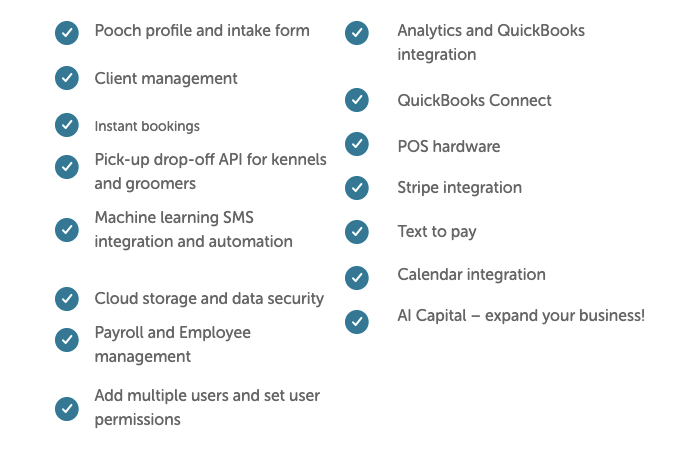 Pooch profile and intake form
Client management
Instant bookings
Pick-up drop-off API for kennels
and groomers
Machine learning SMS
integration and automation
Cloud storage and data security
Payroll and Employee
management
Add multiple users and set user
permissions
Analytics and QuickBooks
integration
QuickBooks Connect
POS hardware
Stripe integration
Text to pay
Calendar integration
AI Capital – expand your business!